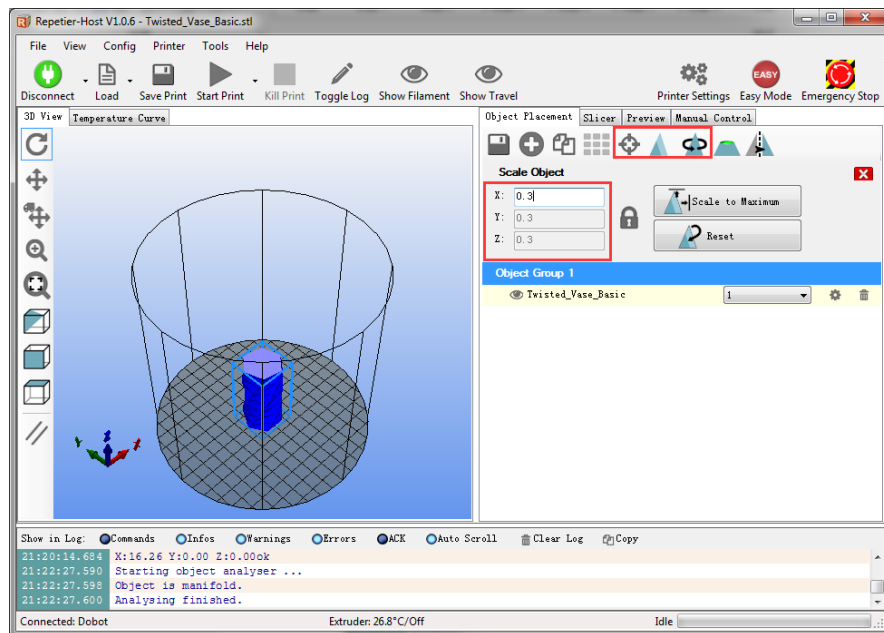 Repetier-Host V1.0.6 - Twisted_Vase_Basic.stl
File View Config Printer Tools Help
Disconnect Load Save Print Start Print Kill Print Toggle Log Show Filament Show Travel Printer Settings Easy Mode Emergency Stop
EASY
3D View Temperature Curve
Object Placement Slicer Preview Manual Control
Scale Object
X: 0.3
Y: 0.3
Z: 0.3
Scale to Maximum
Reset
Object Group 1
Twisted_Vase_Basic 1
Show in Log: Commands Infos Warnings Errors ACK Auto Scroll Clear Log Copy
21:20:14.684 X:16.26 Y:0.00 Z:0.00ok
21:22:27.590 Starting object analyser ...
21:22:27.598 Object is manifold.
21:22:27.600 Analysing finished.
Connected: Dobot Extruder: 26.8°C/Off Idle